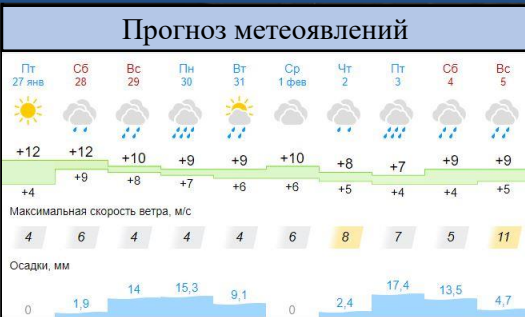 Прогноз метеоявлений
Пт Сб Вс Пн Вт Ср Чт Пт Сб Вс
27 янв 28 29 30 31 1 фев 2 3 4 5
+12 +12 +10 +9 +9 +10 +8 +7 +9 +9
+4 +9 +8 +7 +6 +6 +5 +4 +4 +5
Максимальная скорость ветра, м/с
4 6 4 4 4 6 8 7 5 11
Осадки, мм
0 1,9 14 15,3 9,1 0 2,4 17,4 13,5 4,7